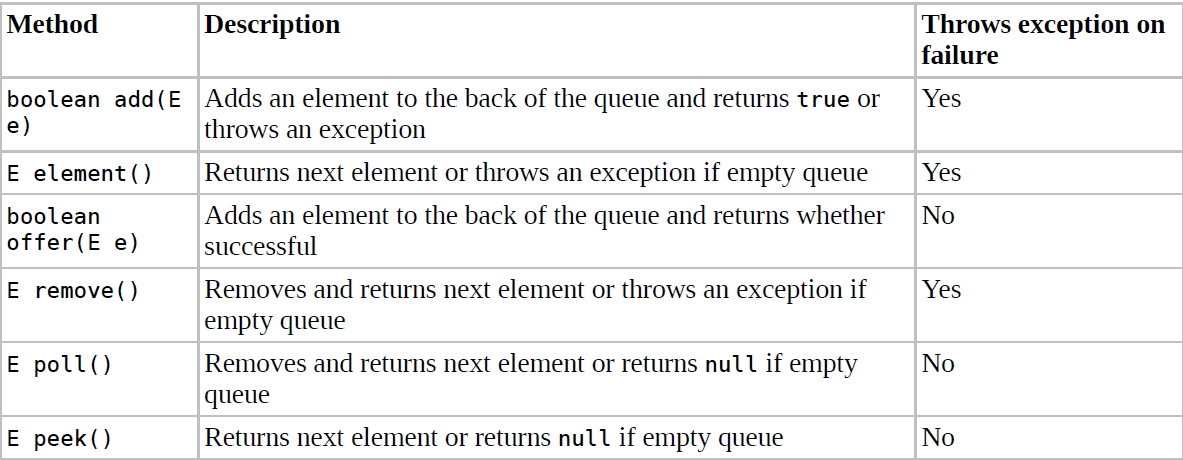 Method Description Throws exception on
failure
boolean add(E Adds an element to the back of the queue and returns true or Yes
e) throws an exception
E element() Returns next element or throws an exception if empty queue Yes
boolean Adds an element to the back of the queue and returns whether No
offer(E e) successful
E remove() Removes and returns next element or throws an exception if Yes
empty queue
E poll() Removes and returns next element or returns null if empty No
queue
E peek() Returns next element or returns null if empty queue No